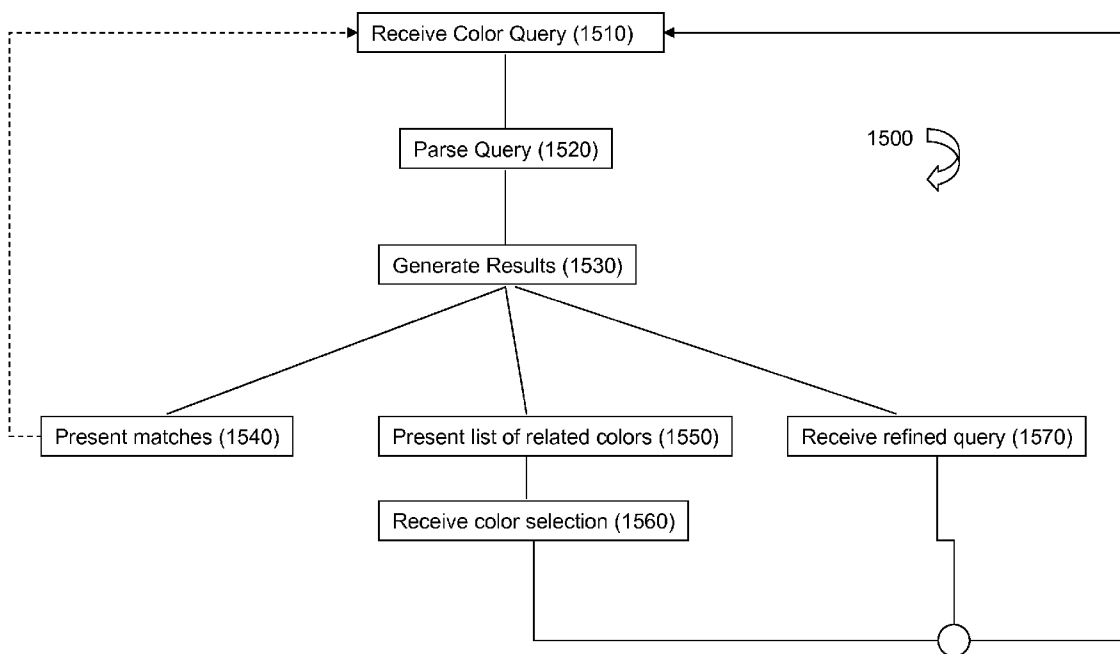 Receive Color Query (1510)
1500
Parse Query (1520)
Generate Results (1530)
Present matches (1540)
Present list of related colors (1550)
Receive refined query (1570)
Receive color selection (1560)